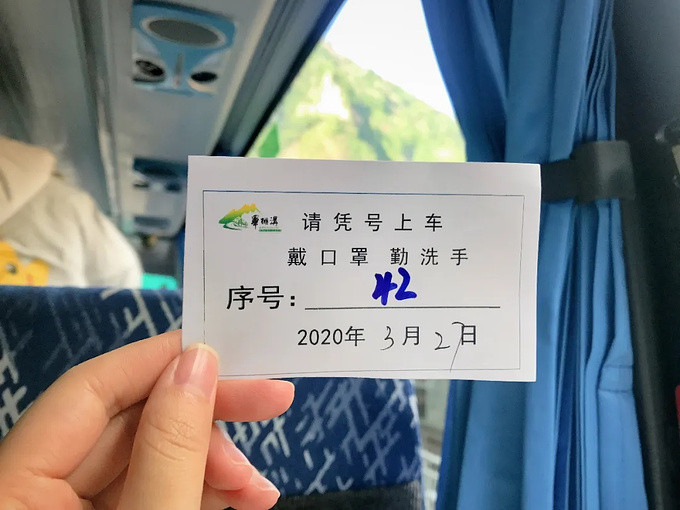 请凭号上车
戴口罩 勤洗手
序号：42
2020年3月27日